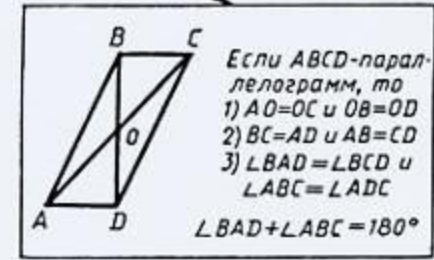 B C
Если ABCD-парал-
лелограмм, то
1) AO=OC и OB=OD
2) BC=AD и AB=CD
3) ∠BAD=∠BCD и
∠ABC=∠ADC
O
A D
∠BAD+∠ABC=180°